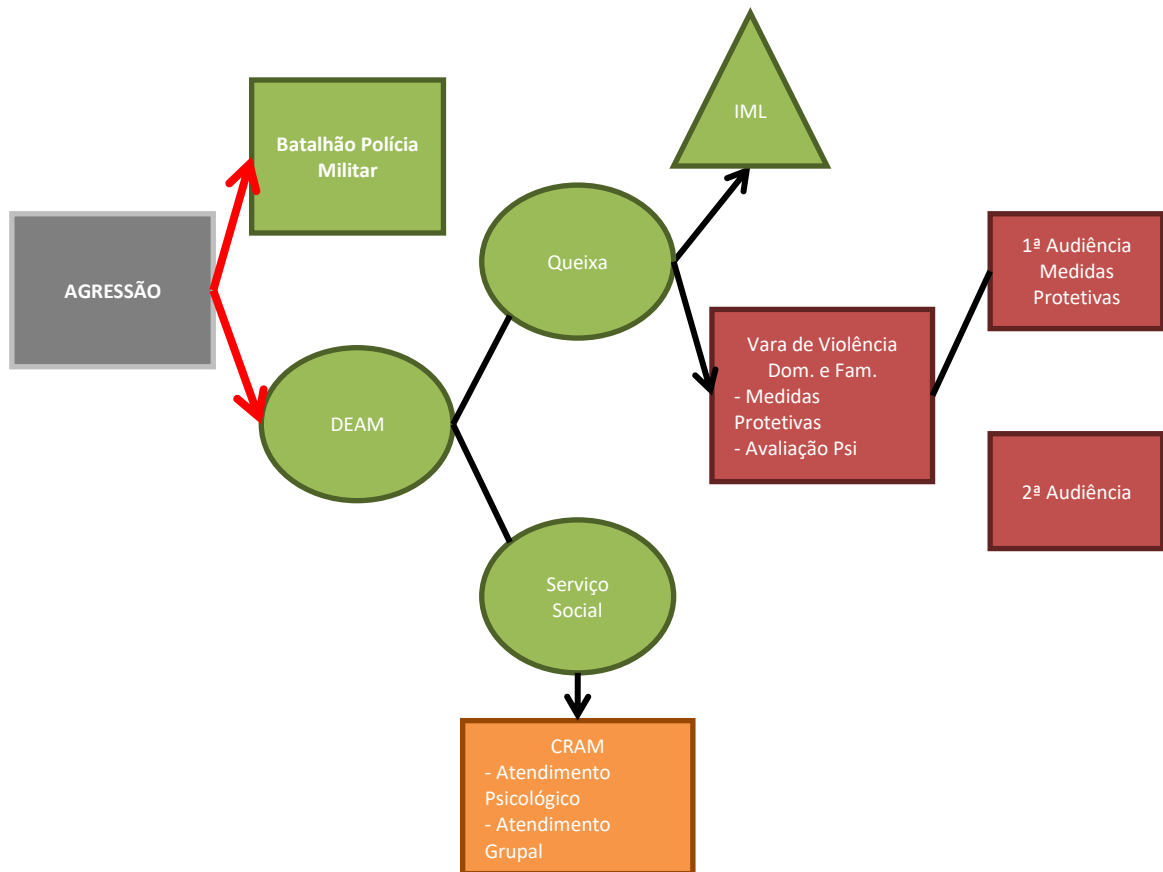 IML
Batalhão Polícia
Militar
Queixa
AGRESSÃO
1ª Audiência
Medidas
Protetivas
Vara de Violência
Dom. e Fam.
- Medidas
Protetivas
- Avaliação Psi
DEAM
2ª Audiência
Serviço
Social
CRAM
- Atendimento
Psicológico
- Atendimento
Grupal